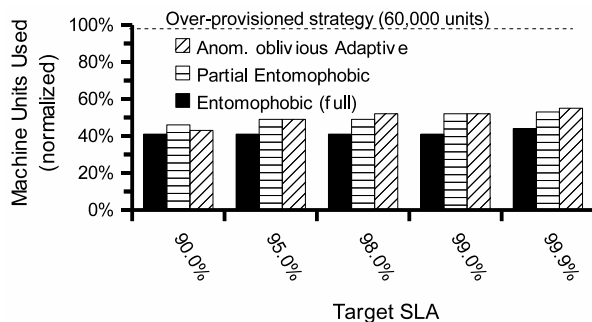 Over-provisioned strategy (60,000 units)
100%
80%
60%
40%
20%
0%
Machine Units Used
(normalized)
Anom. oblivious Adaptive
Partial Entomophobic
Entomophobic (full)
90.0%
95.0%
98.0%
99.0%
99.9%
Target SLA